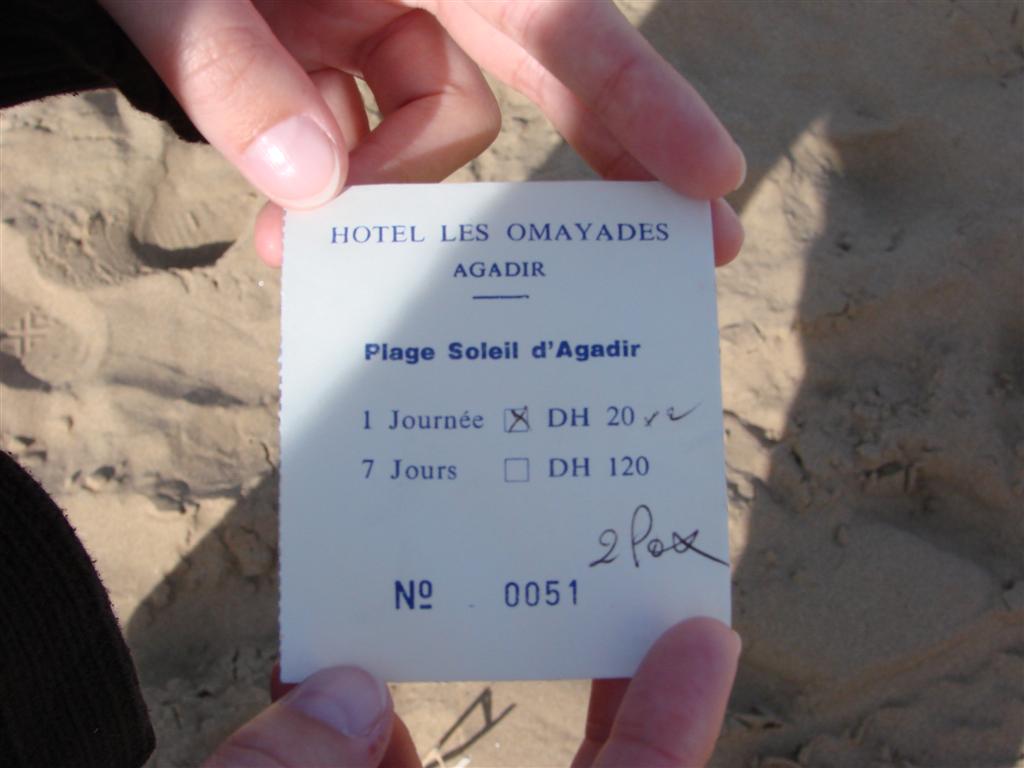 HOTEL LES OMAYADES
AGADIR
Plage Soleil d'Agadir
1 Journée ☒ DH 20 x 2
7 Jours ☐ DH 120
2 Pax
Nº 0051